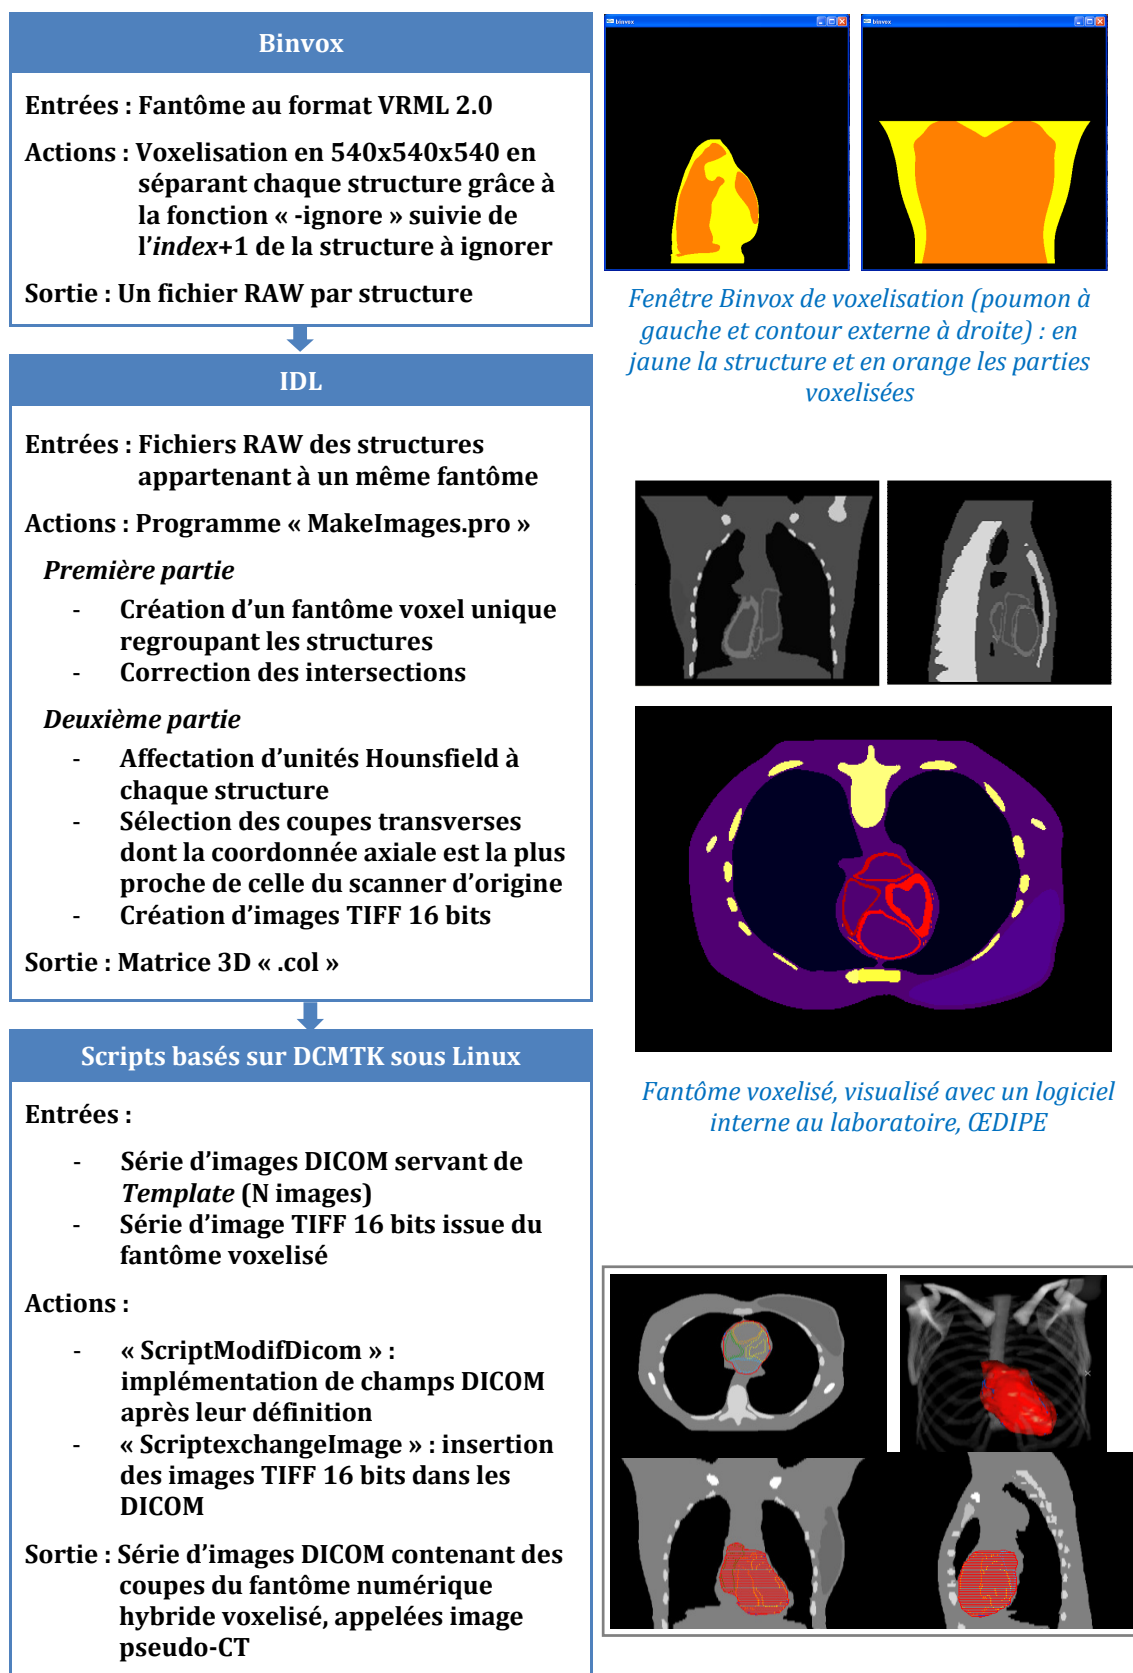 Binvox
Entrées : Fantôme au format VRML 2.0
Actions : Voxelisation en 540x540x540 en
séparant chaque structure grâce à
la fonction « -ignore » suivie de
l'index+1 de la structure à ignorer
Sortie : Un fichier RAW par structure
binvox
binvox
Fenêtre Binvox de voxelisation (poumon à
gauche et contour externe à droite) : en
jaune la structure et en orange les parties
voxelisées
IDL
Entrées : Fichiers RAW des structures
appartenant à un même fantôme
Actions : Programme « MakeImages.pro »
Première partie
- Création d'un fantôme voxel unique
regroupant les structures
- Correction des intersections
Deuxième partie
- Affectation d'unités Hounsfield à
chaque structure
- Sélection des coupes transverses
dont la coordonnée axiale est la plus
proche de celle du scanner d'origine
- Création d'images TIFF 16 bits
Sortie : Matrice 3D « .col »
Fantôme voxelisé, visualisé avec un logiciel
interne au laboratoire, ŒDIPE
Scripts basés sur DCMTK sous Linux
Entrées :
- Série d'images DICOM servant de
Template (N images)
- Série d'image TIFF 16 bits issue du
fantôme voxelisé
Actions :
- « ScriptModifDicom » :
implémentation de champs DICOM
après leur définition
- « ScriptexchangeImage » : insertion
des images TIFF 16 bits dans les
DICOM
Sortie : Série d'images DICOM contenant des
coupes du fantôme numérique
hybride voxelisé, appelées image
pseudo-CT